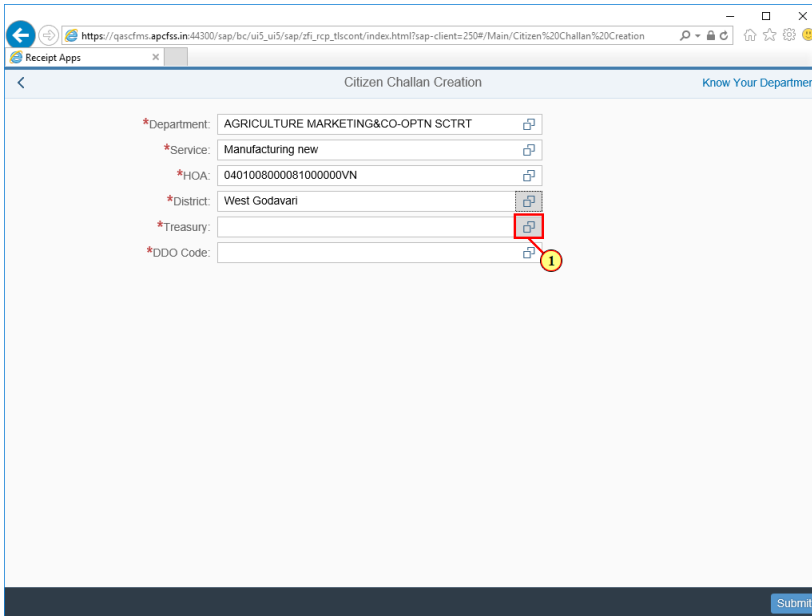 https://qascfms.apcfss.in:44300/sap/bc/ui5_ui5/sap/zfi_rcp_tlscont/index.html?sap-client=250#/Main/Citizen%20Challan%20Creation
Receipt Apps
Citizen Challan Creation
Know Your Departmen
*Department: AGRICULTURE MARKETING&CO-OPTN SCTRT
*Service: Manufacturing new
*HOA: 0401008000081000000VN
*District: West Godavari
*Treasury:
*DDO Code:
1
Submit